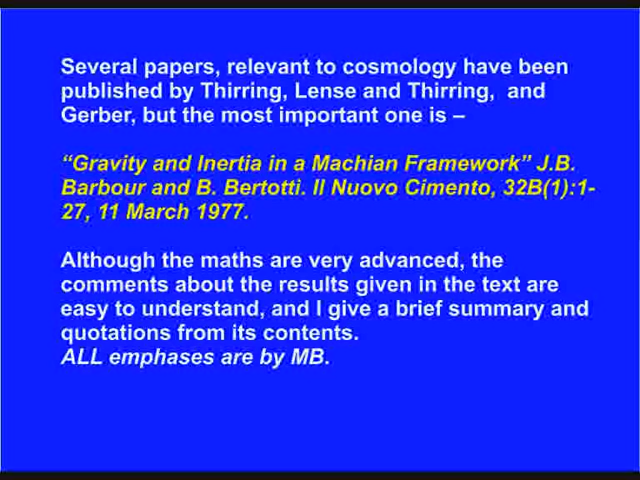 Several papers, relevant to cosmology have been
published by Thirring, Lense and Thirring,  and
Gerber, but the most important one is –
“Gravity and Inertia in a Machian Framework” J.B.
Barbour and B. Bertotti. Il Nuovo Cimento, 32B(1):1-
27, 11 March 1977.
Although the maths are very advanced, the
comments about the results given in the text are
easy to understand, and I give a brief summary and
quotations from its contents.
ALL emphases are by MB.